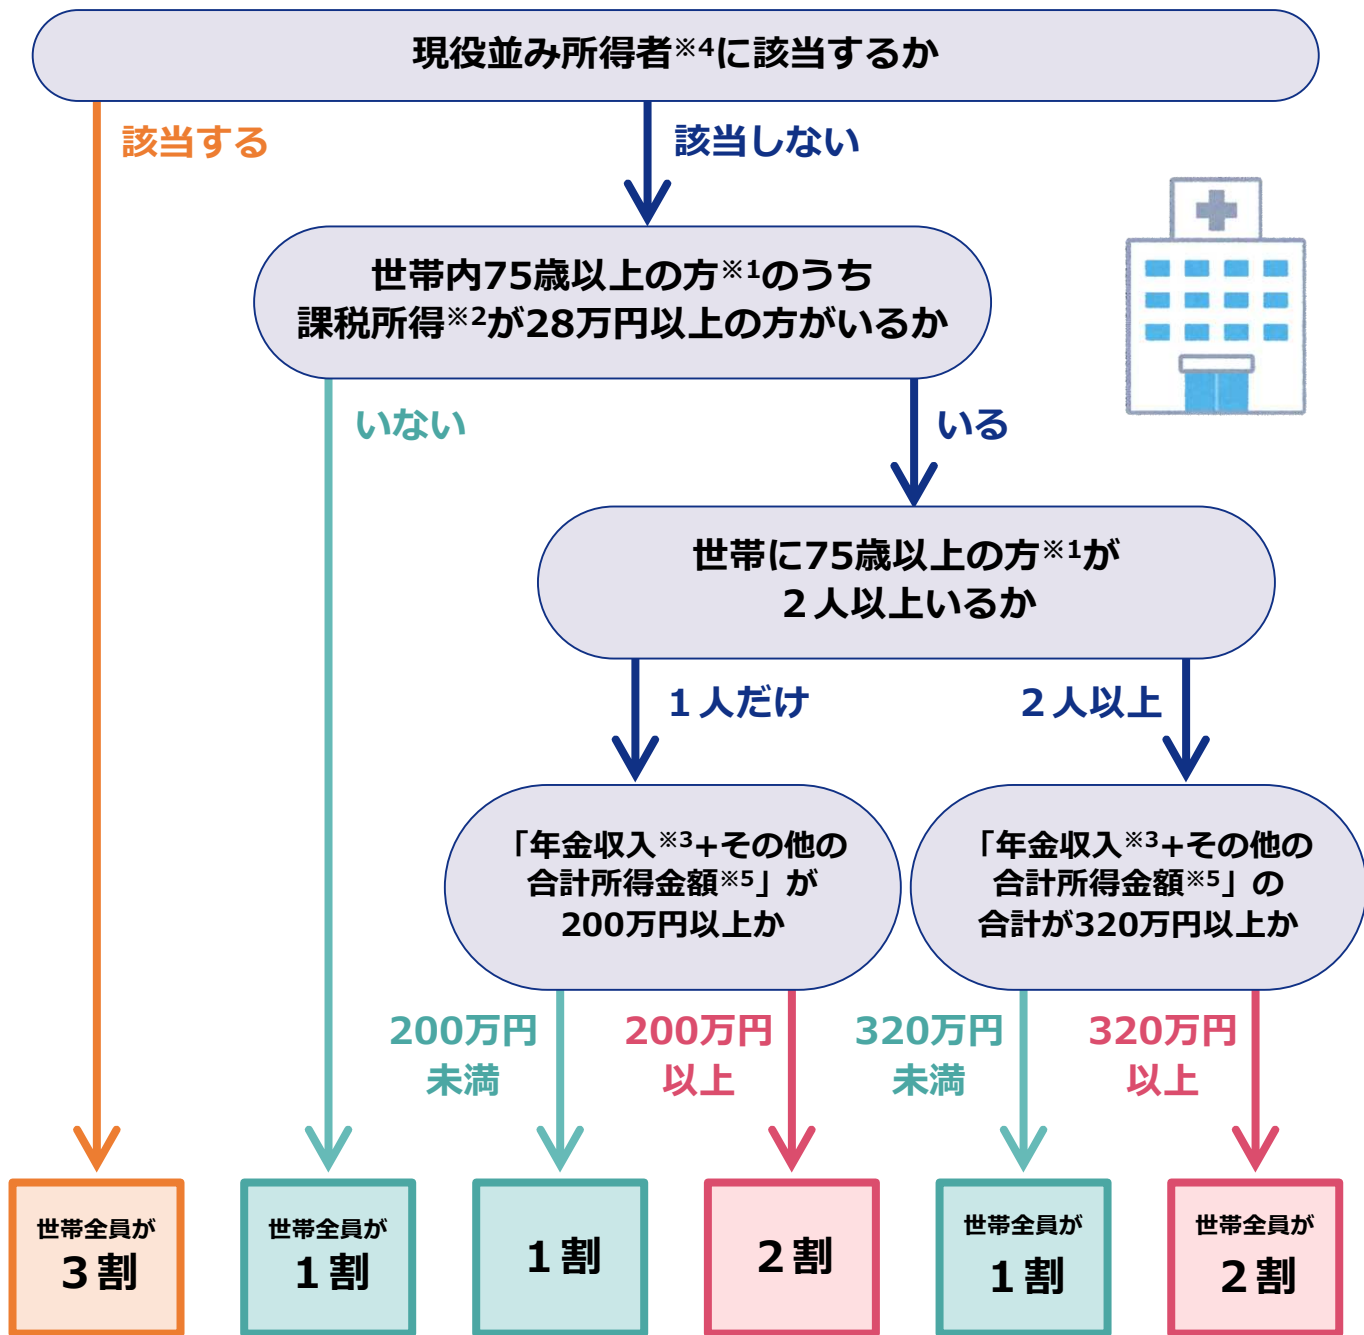 現役並み所得者※4に該当するか
該当する
該当しない
世帯内75歳以上の方※1のうち
課税所得※2が28万円以上の方がいるか
いない
いる
世帯に75歳以上の方※1が
２人以上いるか
１人だけ
２人以上
「年金収入※3+その他の
合計所得金額※5」が
200万円以上か
「年金収入※3+その他の
合計所得金額※5」の
合計が320万円以上か
200万円
未満
200万円
以上
320万円
未満
320万円
以上
世帯全員が
３割
世帯全員が
１割
１割
２割
世帯全員が
１割
世帯全員が
２割